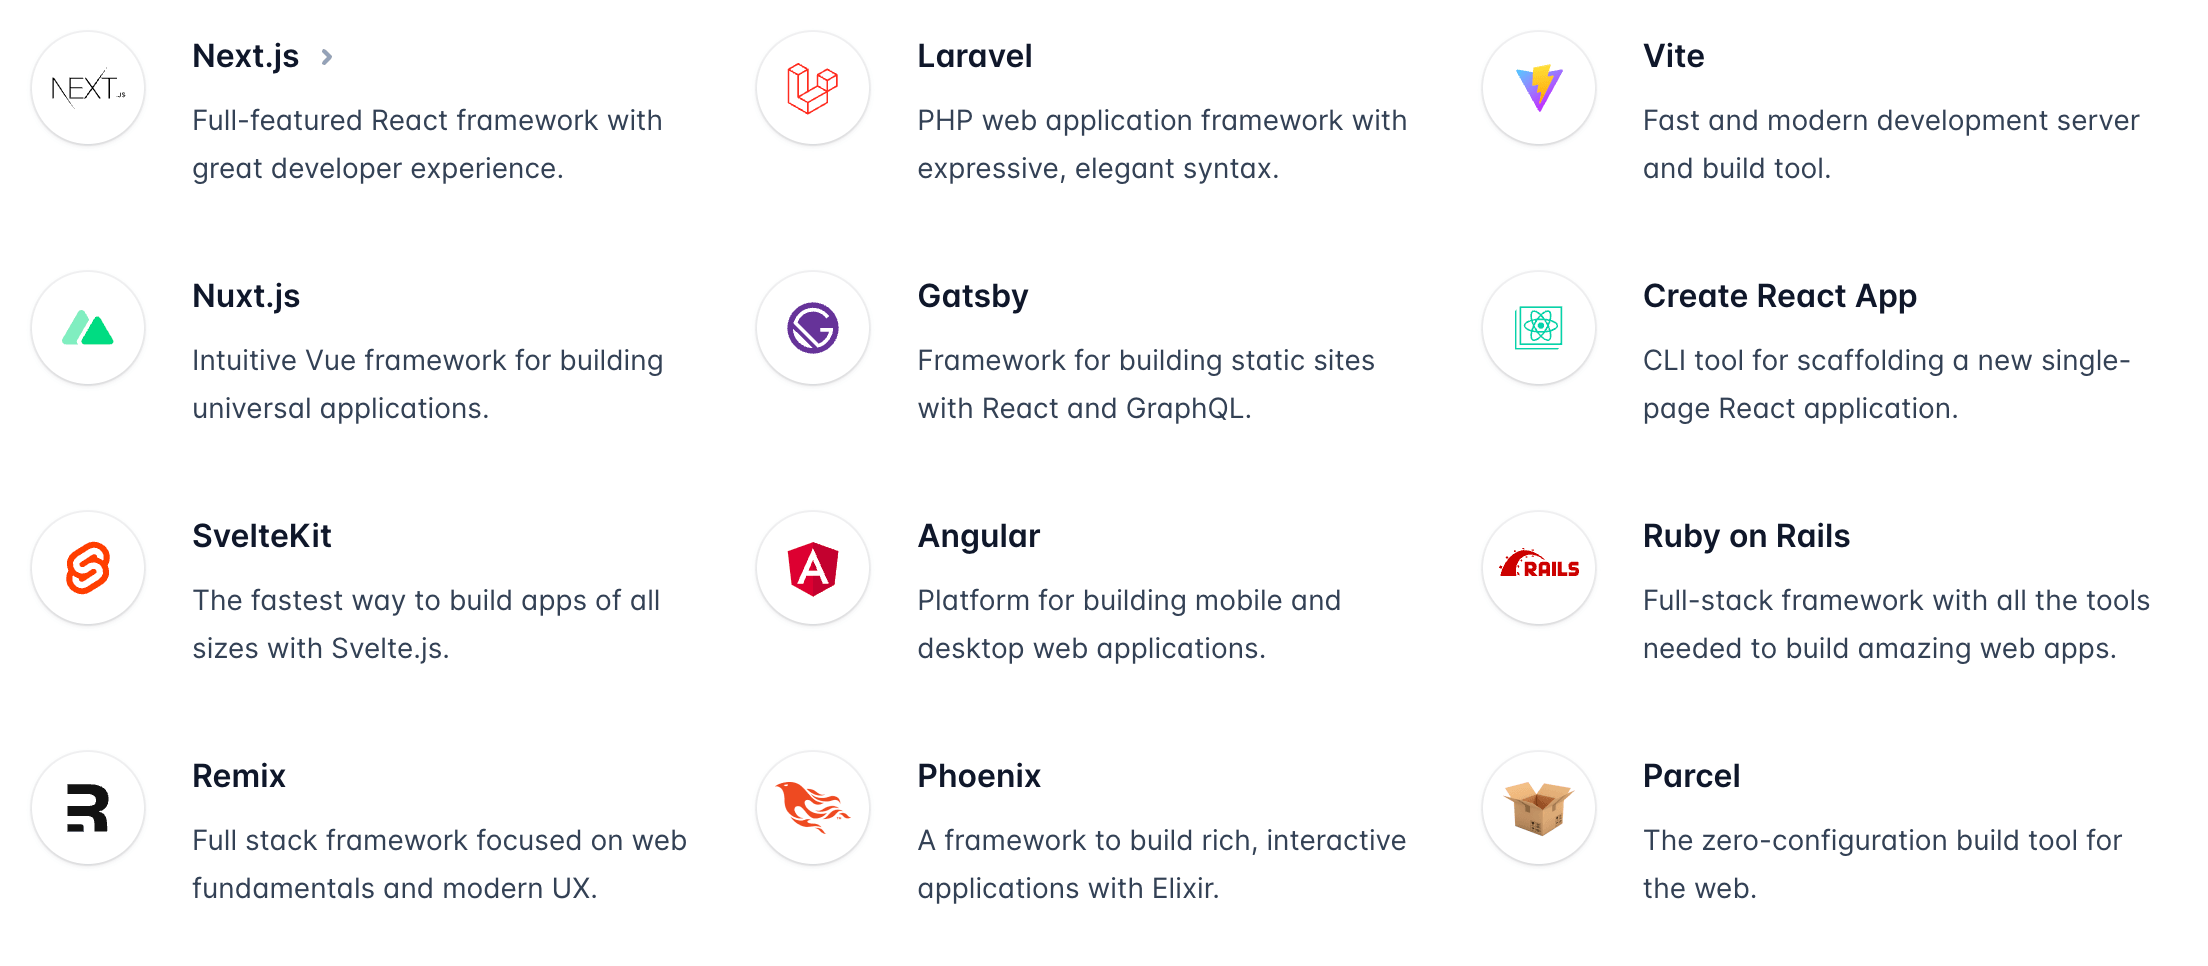 NEXT.JS
Next.js
Full-featured React framework with
great developer experience.
Laravel
PHP web application framework with
expressive, elegant syntax.
Vite
Fast and modern development server
and build tool.
Nuxt.js
Intuitive Vue framework for building
universal applications.
Gatsby
Framework for building static sites
with React and GraphQL.
Create React App
CLI tool for scaffolding a new single-
page React application.
SvelteKit
The fastest way to build apps of all
sizes with Svelte.js.
Angular
Platform for building mobile and
desktop web applications.
RAILS
Ruby on Rails
Full-stack framework with all the tools
needed to build amazing web apps.
Remix
Full stack framework focused on web
fundamentals and modern UX.
Phoenix
A framework to build rich, interactive
applications with Elixir.
Parcel
The zero-configuration build tool for
the web.